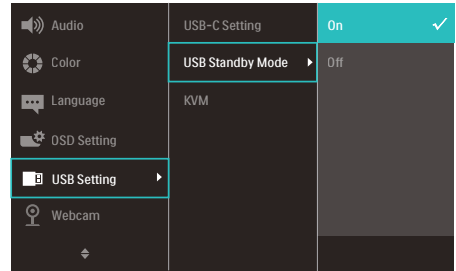 Audio
Color
Language
OSD Setting
USB Setting
Webcam
USB-C Setting
USB Standby Mode
KVM
On
Off